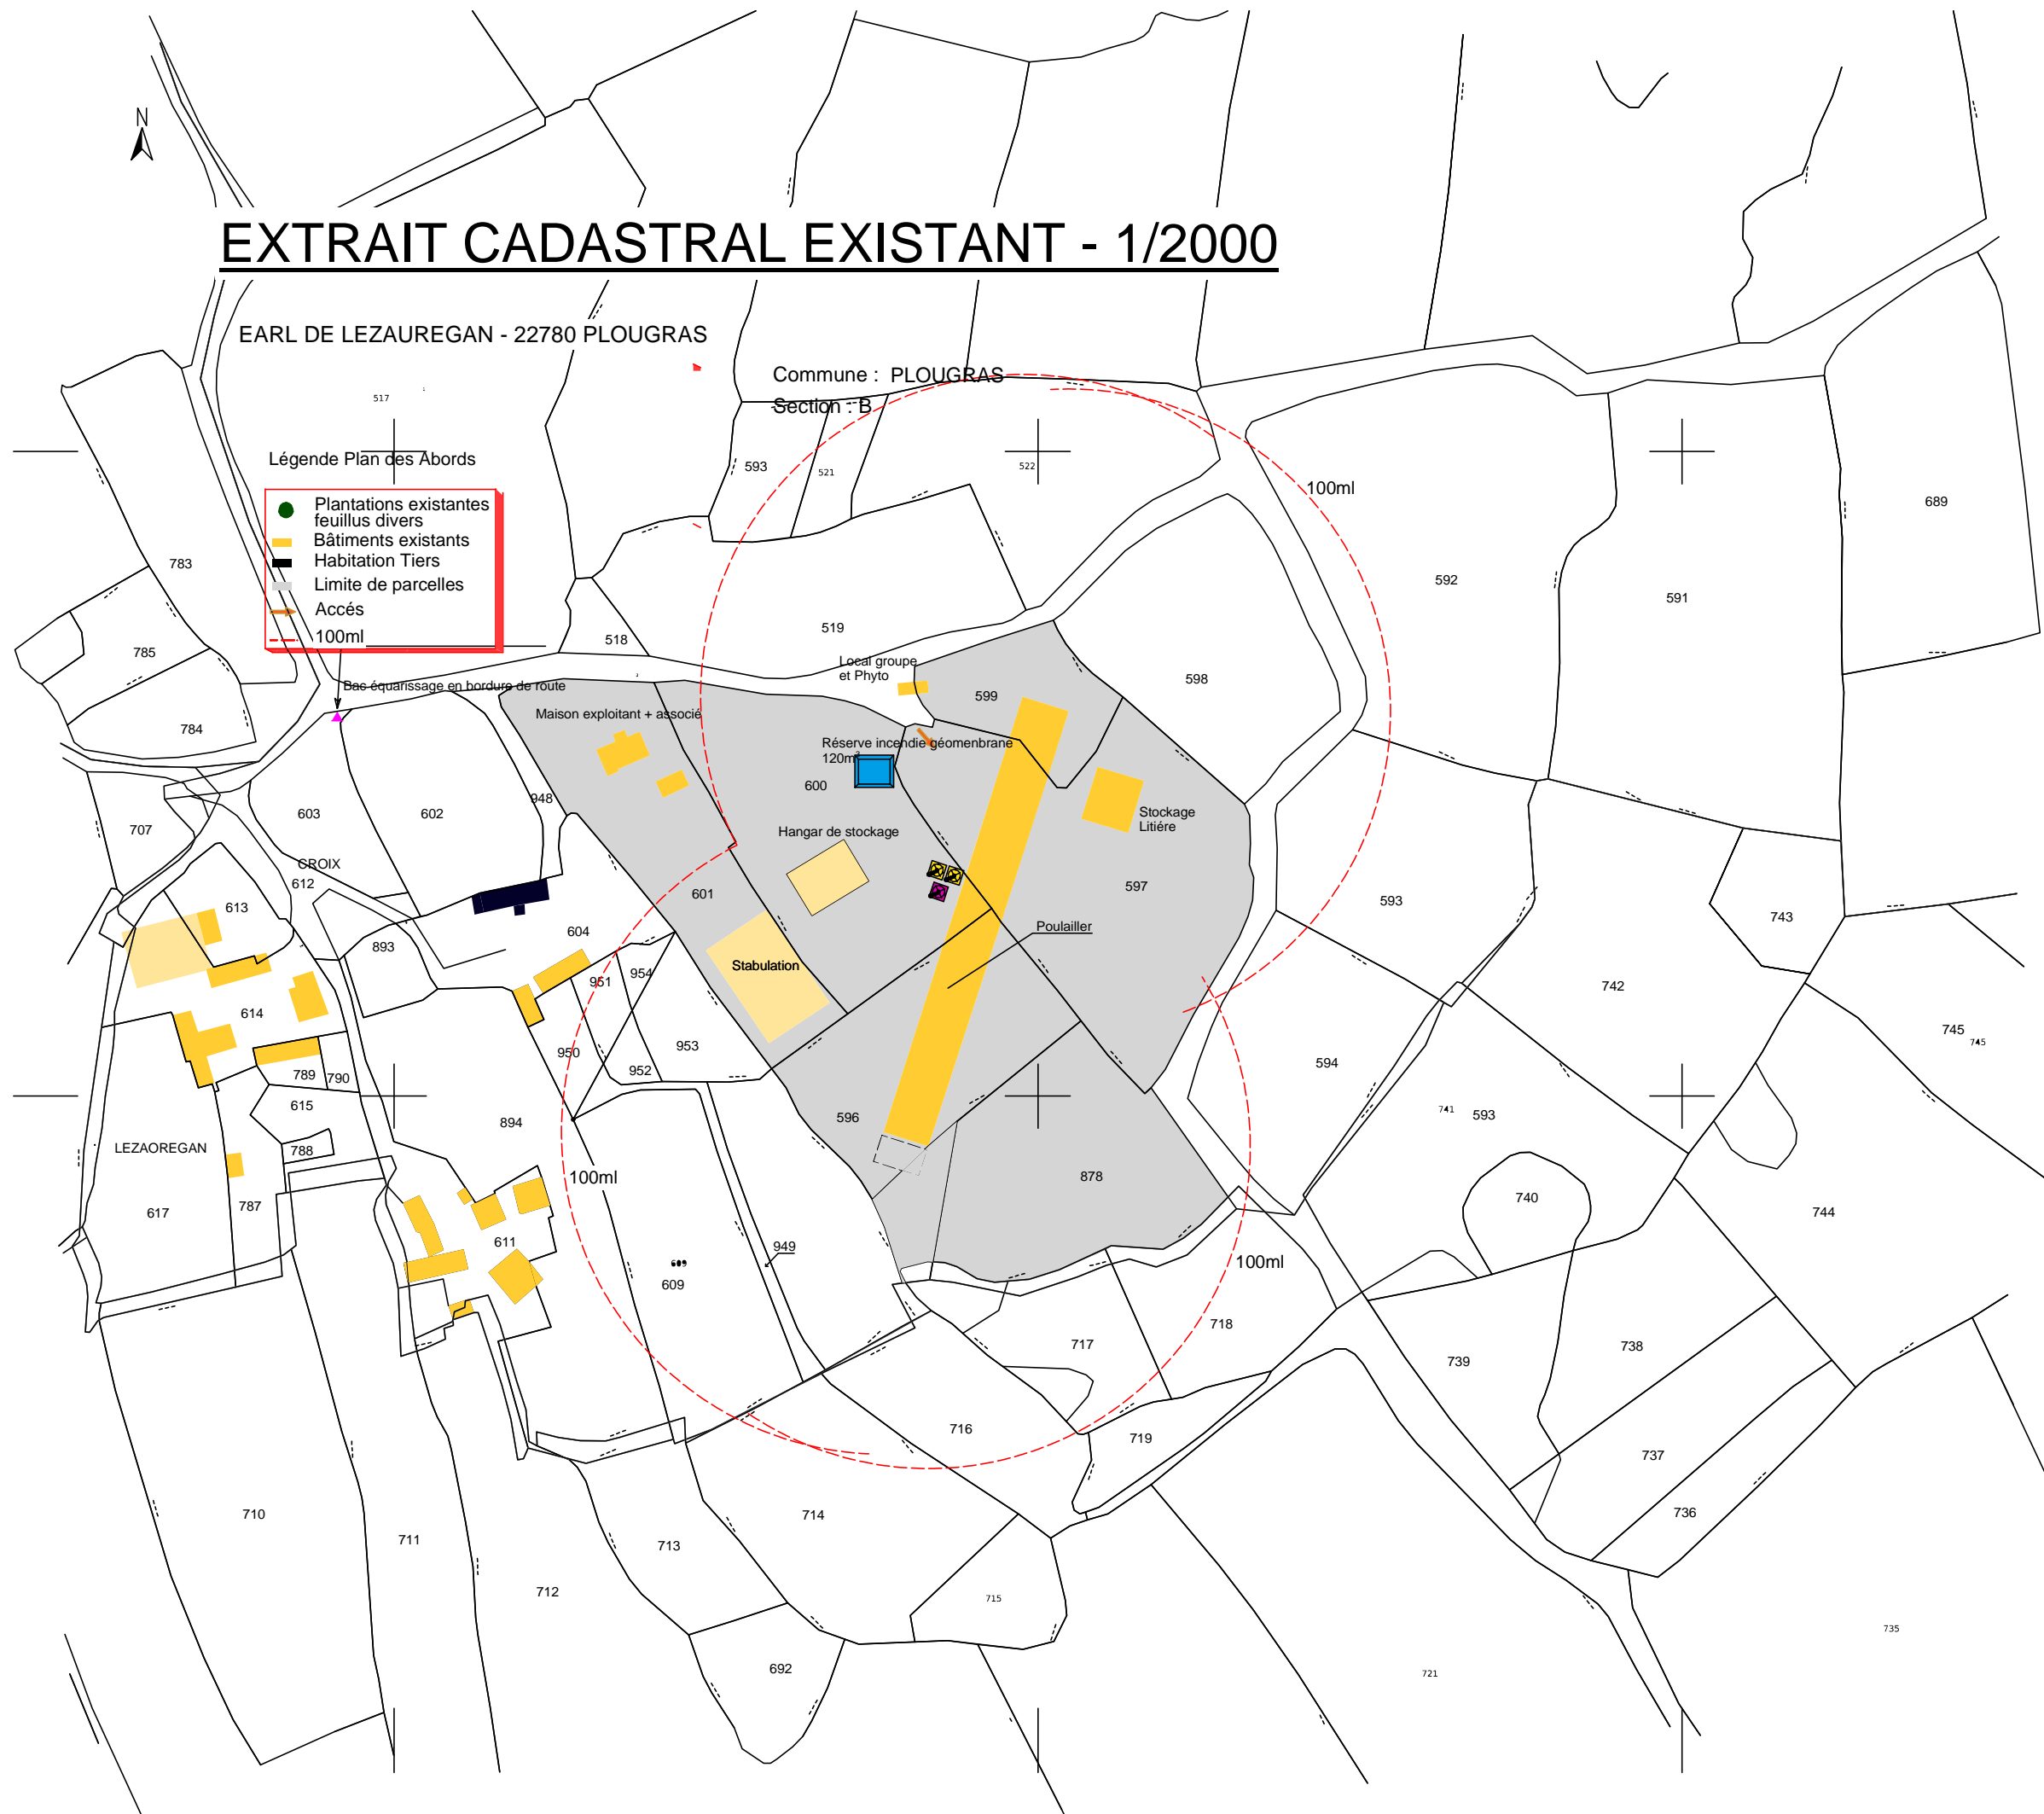 N
EXTRAIT CADASTRAL EXISTANT - 1/2000
EARL DE LEZAUREGAN - 22780 PLOUGRAS
Commune : PLOUGRAS
Section : B
517
1
Légende Plan des Abords
Plantations existantes
feuillus divers
Bâtiments existants
Habitation Tiers
Limite de parcelles
Accés
100ml
593
521
522
100ml
689
783
592
591
785
518
519
598
784
Bac équarissage en bordure de route
Maison exploitant + associé
Local groupe
et Phyto
599
Réserve incendie géomenbrane
120m³
600
948
603
602
707
Hangar de stockage
Stockage
Litiére
CROIX
612
613
601
597
593
743
604
893
Poulailler
951
954
Stabulation
742
614
745
745
950
953
952
789
790
594
615
894
596
741
593
LEZAOREGAN
788
878
100ml
740
744
617
787
611
949
609
609
100ml
717
718
739
738
716
719
737
710
711
713
714
736
712
715
735
692
721